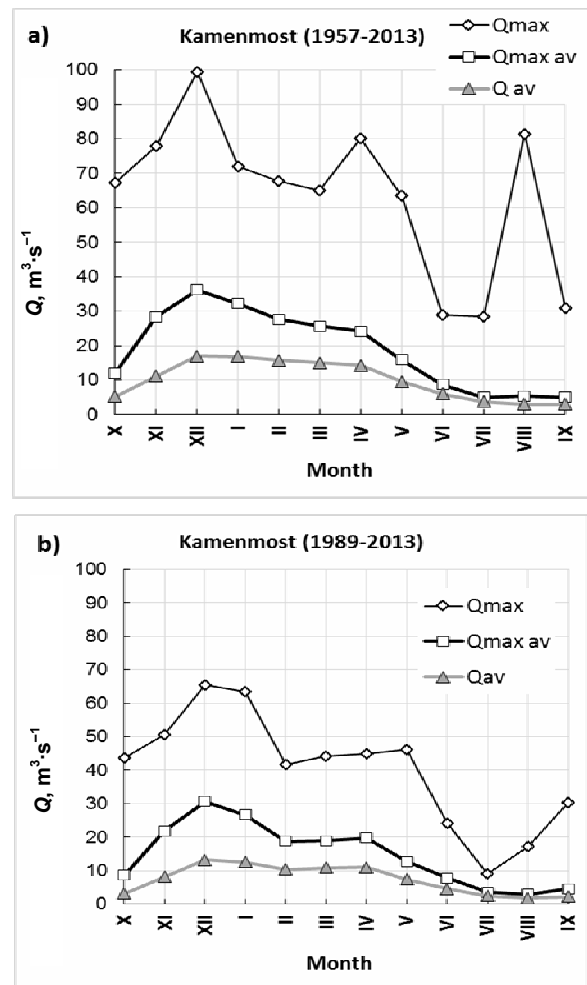 a)
Kamenmost (1957-2013)
Qmax
Qmax av
Q av
100
90
80
70
60
50
40
30
20
10
0
Q, m³·s⁻¹
X XI XII I II III IV V VI VII VIII IX
Month
b)
Kamenmost (1989-2013)
Qmax
Qmax av
Qav
100
90
80
70
60
50
40
30
20
10
0
Q, m³·s⁻¹
X XI XII I II III IV V VI VII VIII IX
Month